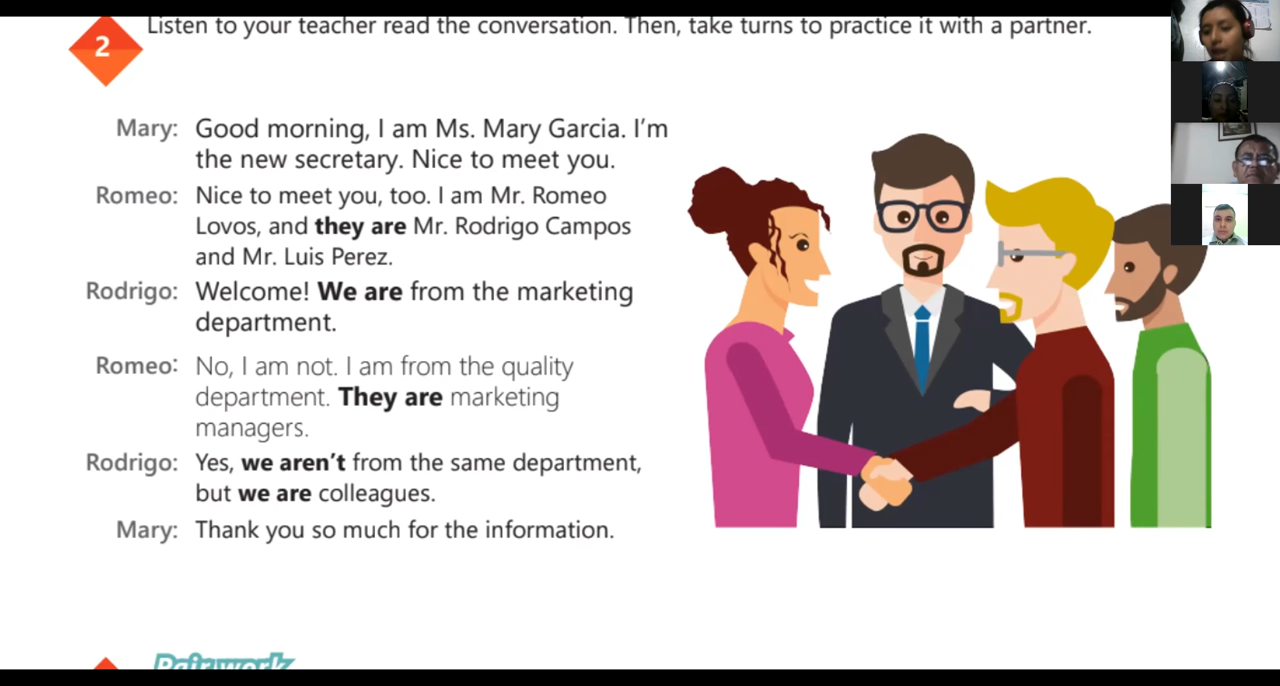 2
Listen to your teacher read the conversation. Then, take turns to practice it with a partner.
Mary: Good morning, I am Ms. Mary Garcia. I'm
the new secretary. Nice to meet you.
Romeo: Nice to meet you, too. I am Mr. Romeo
Lovos, and they are Mr. Rodrigo Campos
and Mr. Luis Perez.
Rodrigo: Welcome! We are from the marketing
department.
Romeo: No, I am not. I am from the quality
department. They are marketing
managers.
Rodrigo: Yes, we aren't from the same department,
but we are colleagues.
Mary: Thank you so much for the information.
Pair work